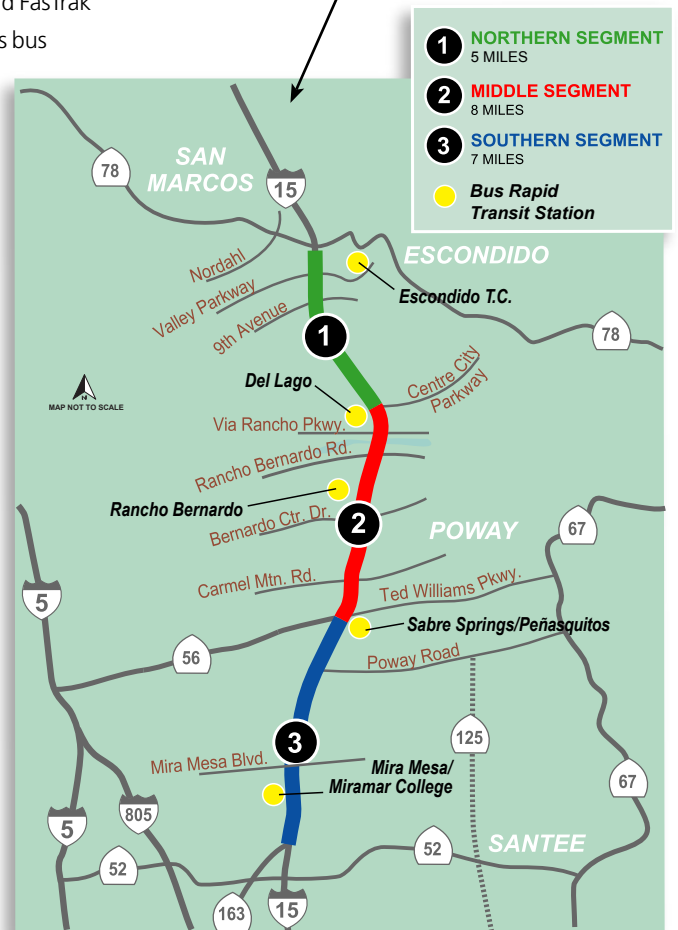 d FasTrak
s bus
1
NORTHERN SEGMENT
5 MILES
2
MIDDLE SEGMENT
8 MILES
3
SOUTHERN SEGMENT
7 MILES
Bus Rapid
Transit Station
SAN
MARCOS
78
15
Nordahl
ESCONDIDO
Valley Parkway
Escondido T.C.
9th Avenue
1
78
Centre City
Parkway
Del Lago
N
MAP NOT TO SCALE
Via Rancho Pkwy.
Rancho Bernardo Rd.
Rancho Bernardo
Bernardo Ctr. Dr.
2
POWAY
67
Carmel Mtn. Rd.
Ted Williams Pkwy.
5
Sabre Springs/Peñasquitos
56
Poway Road
3
125
Mira Mesa Blvd.
Mira Mesa/
Miramar College
67
5
805
SANTEE
52
52
163
15